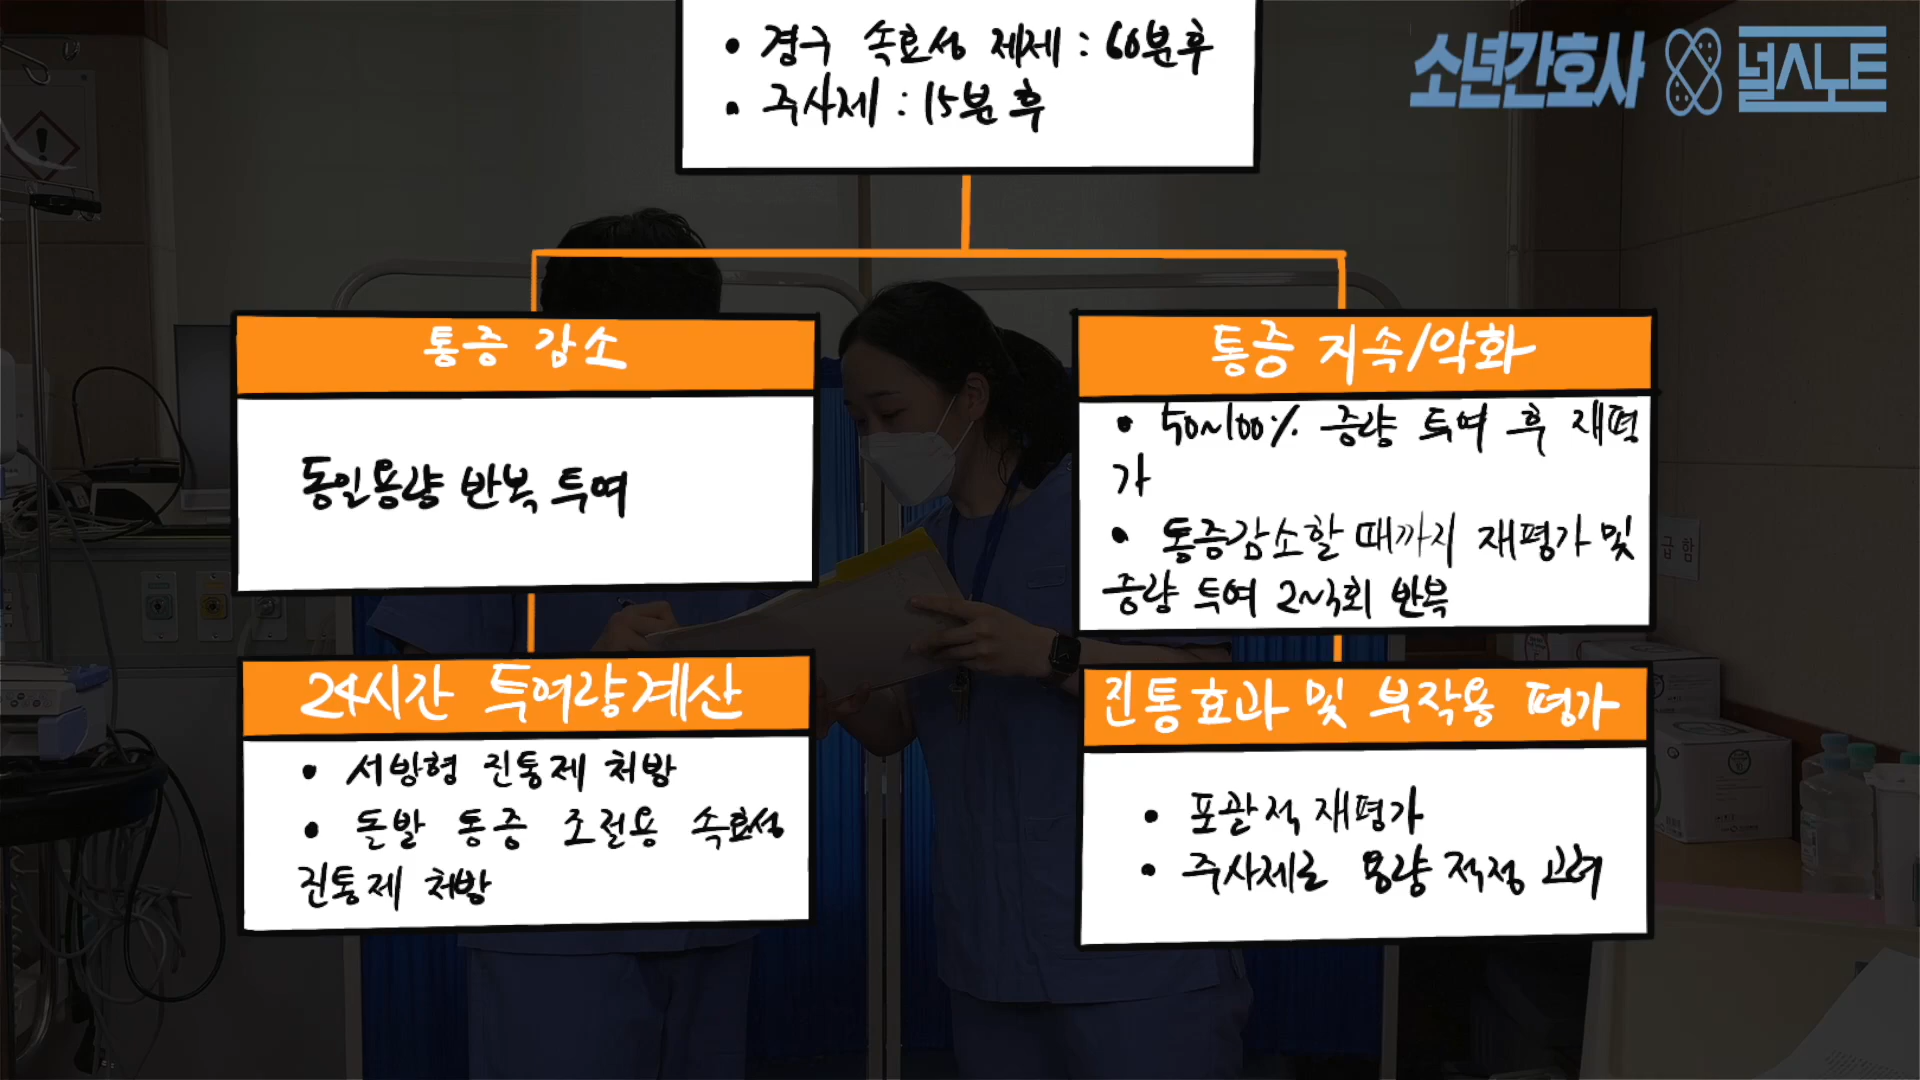 • 경구 속효성 제제 : 60분후
• 주사제 : 15분 후
소년간호사 널스노트
통증 감소
동일용량 반복 투여
24시간 투여량계산
• 서방형 진통제 처방
• 돌발 통증 조절용 속효성
진통제 처방
통증 지속/악화
• 50~100% 증량 투여 후 재평
가
• 통증감소할 때까지 재평가 및
증량 투여 2~3회 반복
진통효과 및 부작용 평가
• 포괄적 재평가
• 주사제로 용량 적정 고려
급함